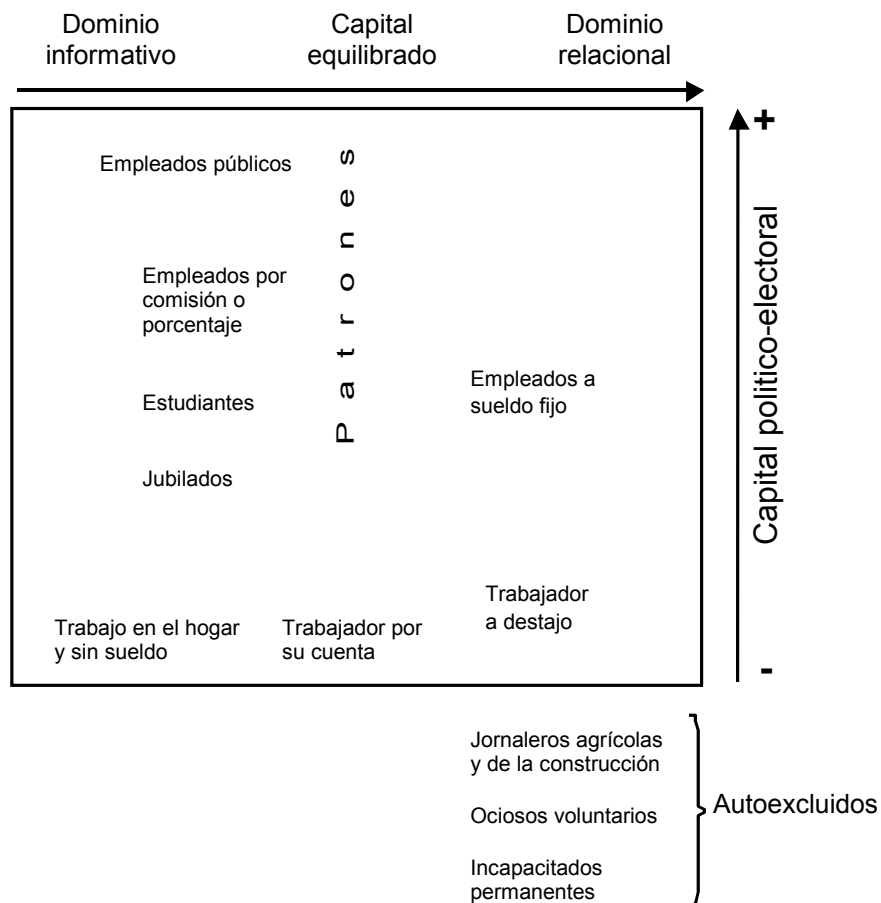 Dominio
informativo
Capital
equilibrado
Dominio
relacional
+
Empleados públicos
Patrones
Empleados por
comisión o
porcentaje
Estudiantes
Empleados a
sueldo fijo
Jubilados
Capital politico-electoral
Trabajador
a destajo
Trabajo en el hogar
y sin sueldo
Trabajador por
su cuenta
-
Jornaleros agrícolas
y de la construcción
Ociosos voluntarios
Incapacitados
permanentes
Autoexcluidos